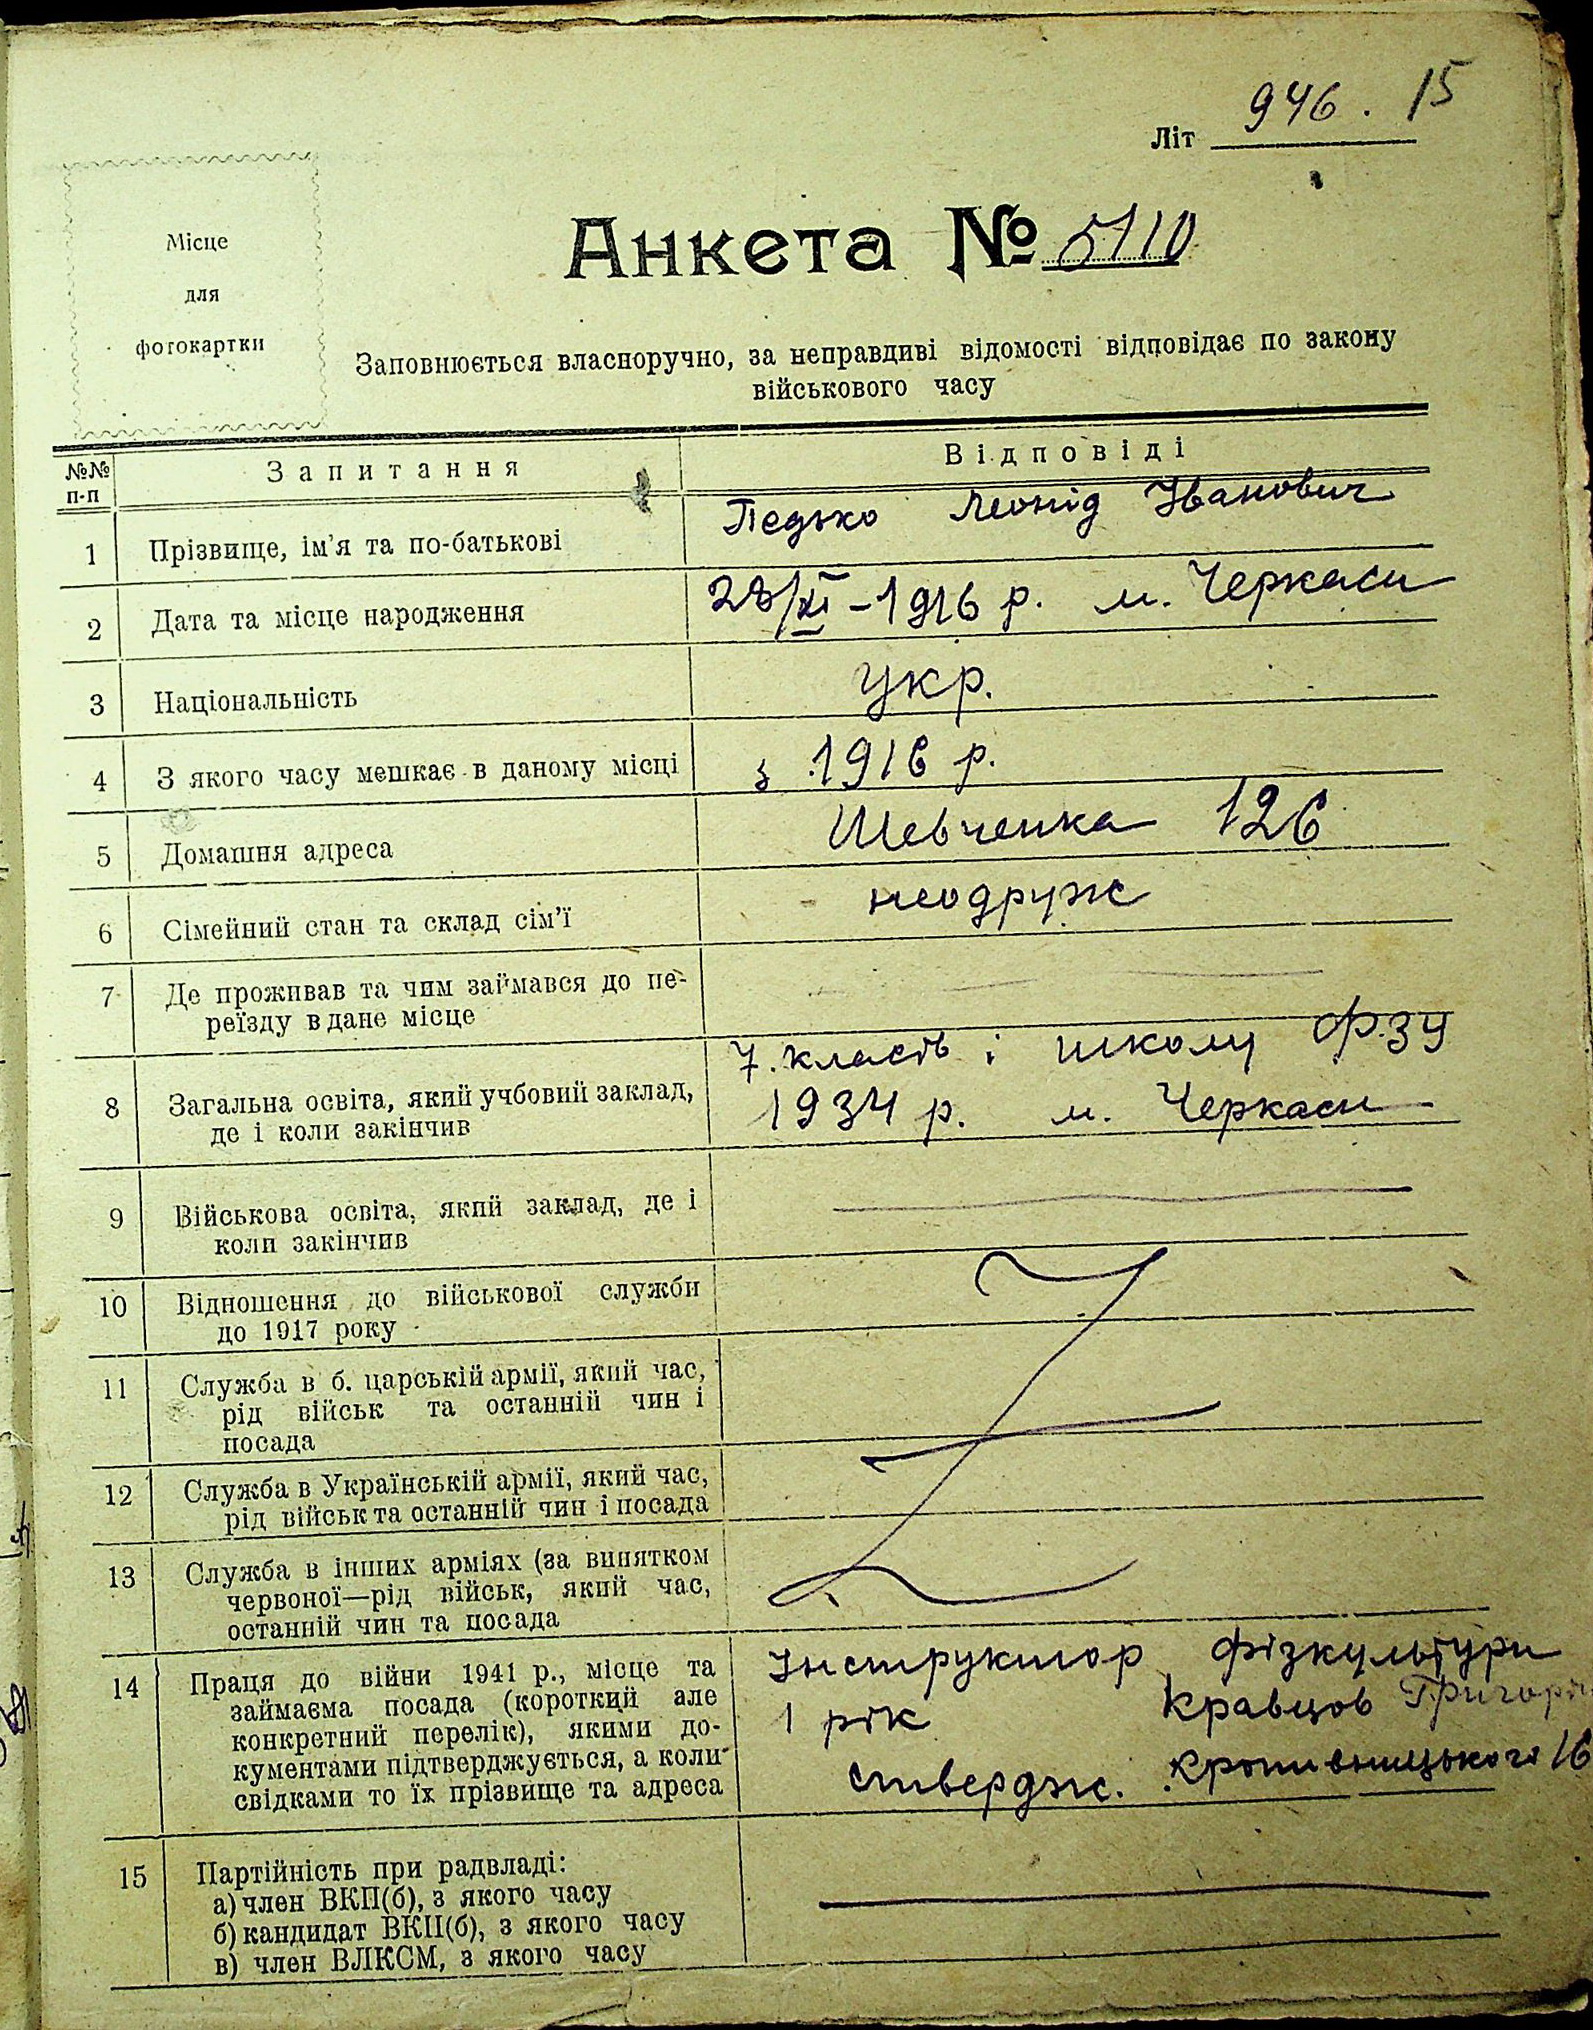 946. 15
Літ
Місце
для
фотокартки
Анкета № 5110
Заповнюється власноручно, за неправдиві відомості відповідає по закону
військового часу
№№ п-п
Запитання
Відповіді
1 Прізвище, ім'я та по-батькові
Педько Леонід Іванович
2 Дата та місце народження
28/XI-1916 р. м. Черкаси
3 Національність
укр.
4 З якого часу мешкає в даному місці
з 1916 р.
5 Домашня адреса
Шевченка 126
6 Сімейний стан та склад сім'ї
неодруж
7 Де проживав та чим займався до пе-
реїзду в дане місце
8 Загальна освіта, який учбовий заклад,
де і коли закінчив
7. класів і школу ФЗУ
1934 р. м. Черкаси
9 Військова освіта, який заклад, де і
коли закінчив
10 Відношення до військової служби
до 1917 року
11 Служба в б. царській армії, який час,
рід військ та останній чин і
посада
12 Служба в Українській армії, який час,
рід військ та останній чин і посада
13 Служба в інших арміях (за винятком
червоної—рід військ, який час,
останній чин та посада
14 Праця до війни 1941 р., місце та
займаєма посада (короткий але
конкретний перелік), якими до-
кументами підтверджується, а коли
свідками то їх прізвище та адреса
Інструктор фізкультури
1 рік Кравцов
ствердж. Кропивницького 16
15 Партійність при радвладі:
а) член ВКП(б), з якого часу
б) кандидат ВКП(б), з якого часу
в) член ВЛКСМ, з якого часу